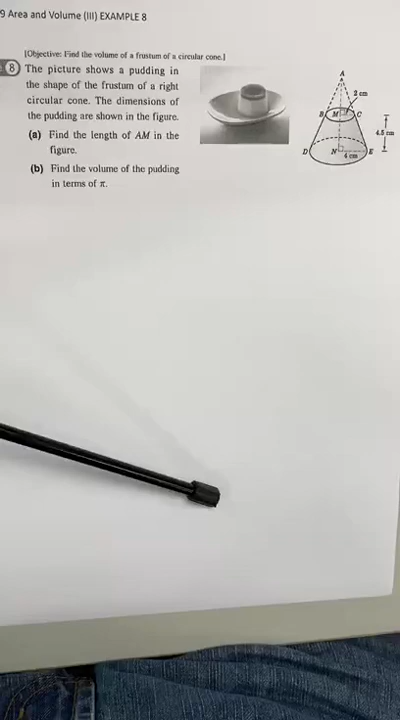 9 Area and Volume (III) EXAMPLE 8
[Objective: Find the volume of a frustum of a circular cone.]
8 The picture shows a pudding in
the shape of the frustum of a right
circular cone. The dimensions of
the pudding are shown in the figure.
(a) Find the length of AM in the
figure.
(b) Find the volume of the pudding
in terms of π.
A
2 cm
B M C
4.5 cm
D N E
4 cm